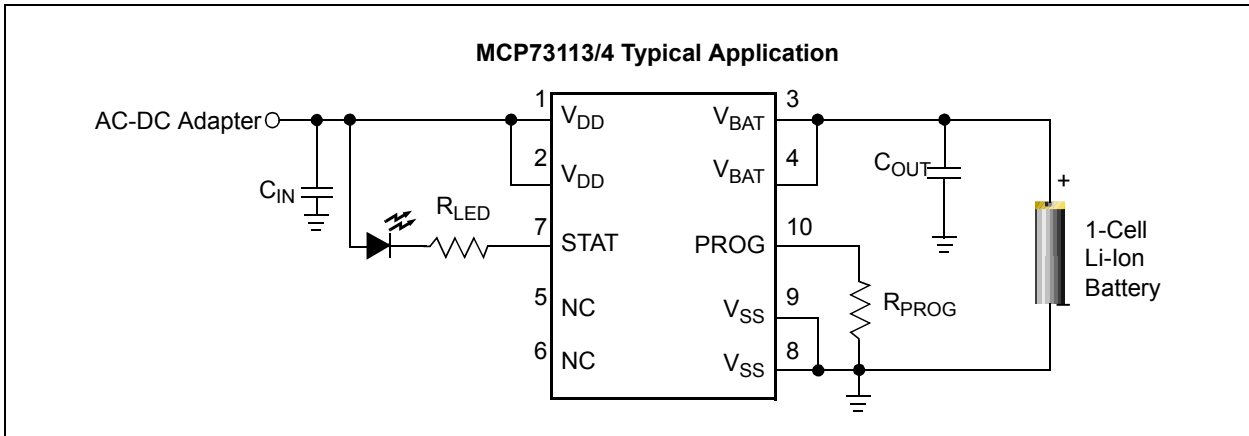 MCP73113/4 Typical Application
AC-DC Adapter
1
VDD
2
VDD
7
STAT
5
NC
6
NC
3
VBAT
4
VBAT
10
PROG
9
VSS
8
VSS
CIN
RLED
COUT
RPROG
+
1-Cell
Li-Ion
Battery
–